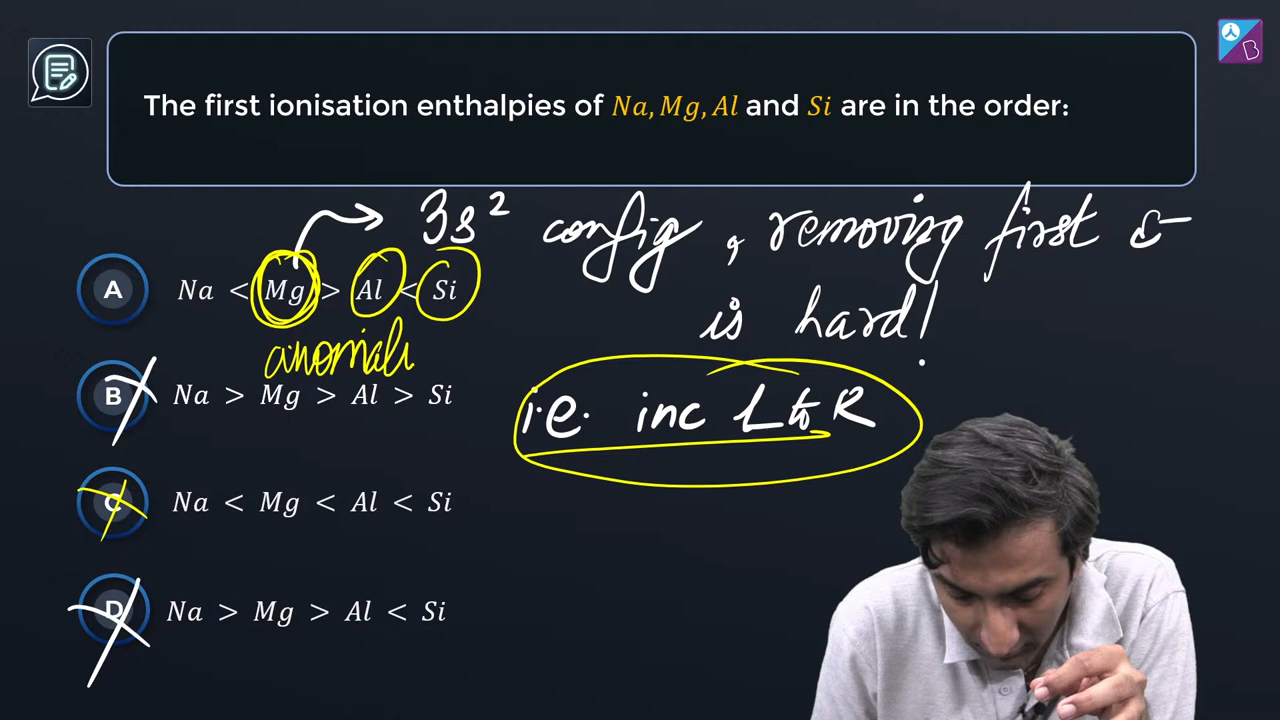 The first ionisation enthalpies of Na, Mg, Al and Si are in the order:
3s² config, removing first e⁻
is hard!
A Na < Mg > Al < Si
B Na > Mg > Al > Si
i.e. inc L to R
C Na < Mg < Al < Si
D Na > Mg > Al < Si
B